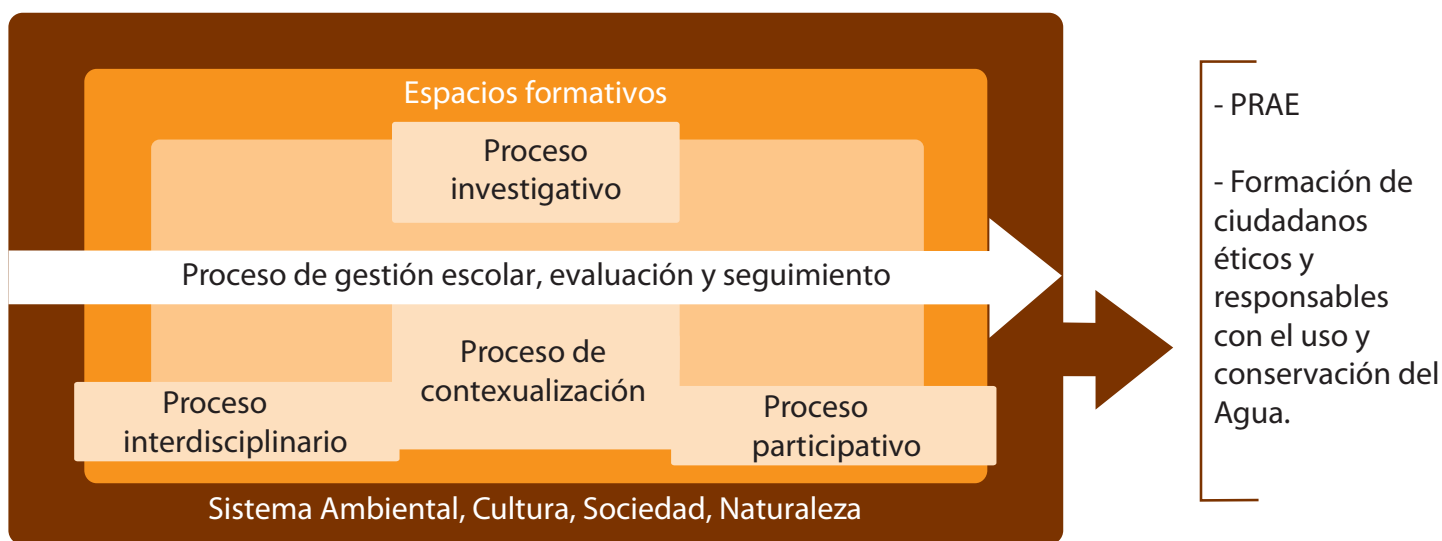 Espacios formativos
Proceso
investigativo
Proceso de gestión escolar, evaluación y seguimiento
Proceso de
contexualización
Proceso
interdisciplinario
Proceso
participativo
Sistema Ambiental, Cultura, Sociedad, Naturaleza
- PRAE
- Formación de
ciudadanos
éticos y
responsables
con el uso y
conservación del
Agua.